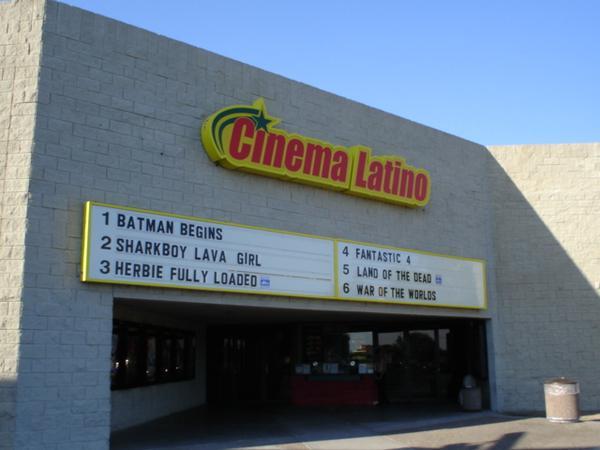 Cinema Latino
1 BATMAN BEGINS
2 SHARKBOY LAVA GIRL
3 HERBIE FULLY LOADED
4 FANTASTIC 4
5 LAND OF THE DEAD
6 WAR OF THE WORLDS